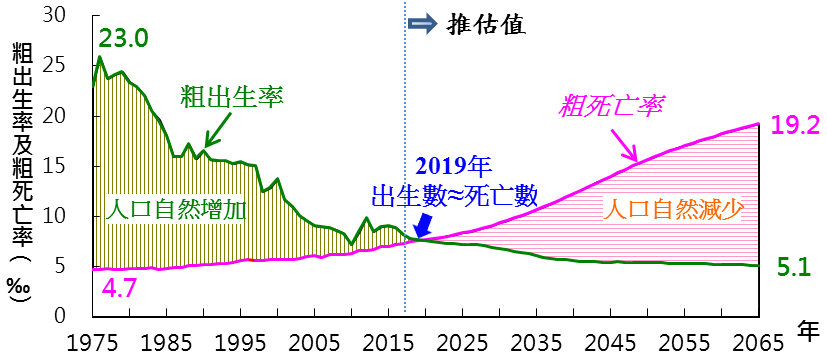 粗出生率及粗死亡率(‰)
30
25
20
15
10
5
0
推估值
23.0
粗出生率
粗死亡率
19.2
2019年
出生數≈死亡數
人口自然增加
人口自然減少
4.7
5.1
1975 1985 1995 2005 2015 2025 2035 2045 2055 2065 年